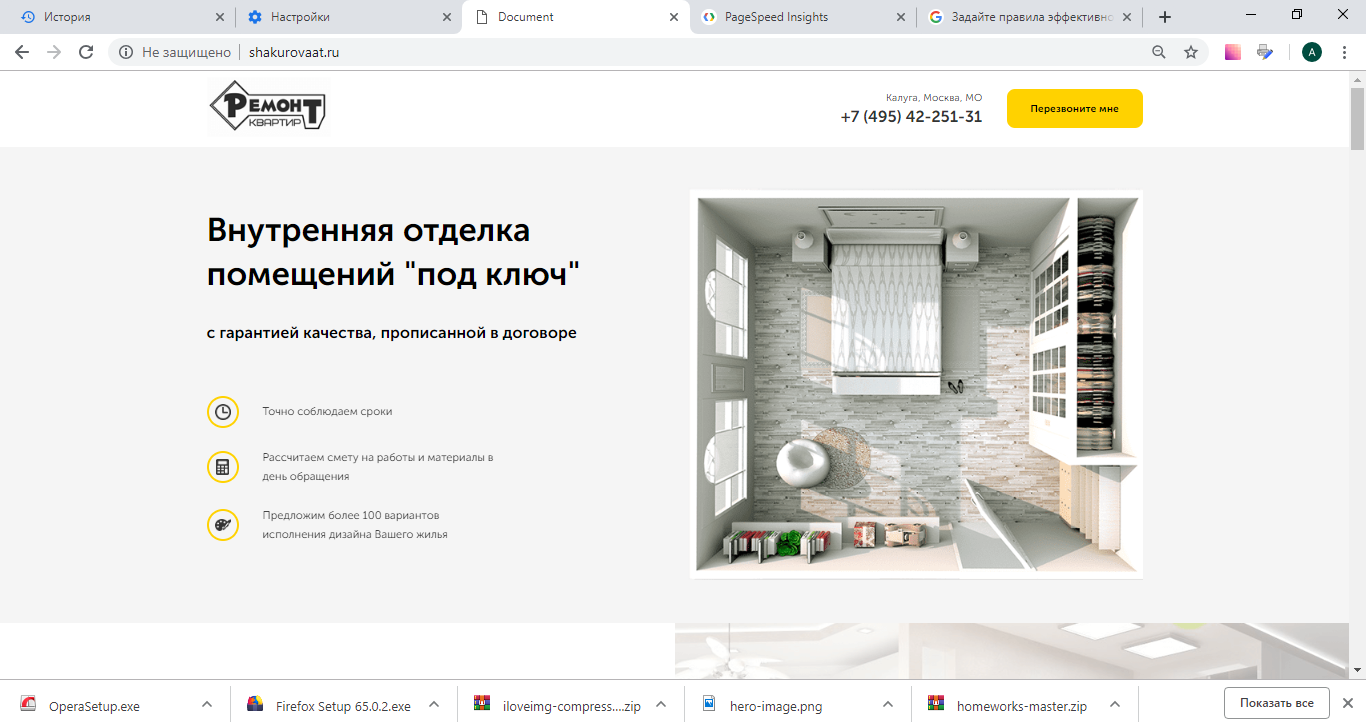 История
Настройки
Document
PageSpeed Insights
Задайте правила эффективно
Не защищено
shakurovaat.ru
РЕМОНТ
КВАРТИР
Калуга, Москва, МО
+7 (495) 42-251-31
Перезвоните мне
Внутренняя отделка
помещений "под ключ"
с гарантией качества, прописанной в договоре
Точно соблюдаем сроки
Рассчитаем смету на работы и материалы в
день обращения
Предложим более 100 вариантов
исполнения дизайна Вашего жилья
OperaSetup.exe
Firefox Setup 65.0.2.exe
iloveimg-compress....zip
hero-image.png
homeworks-master.zip
Показать все
A